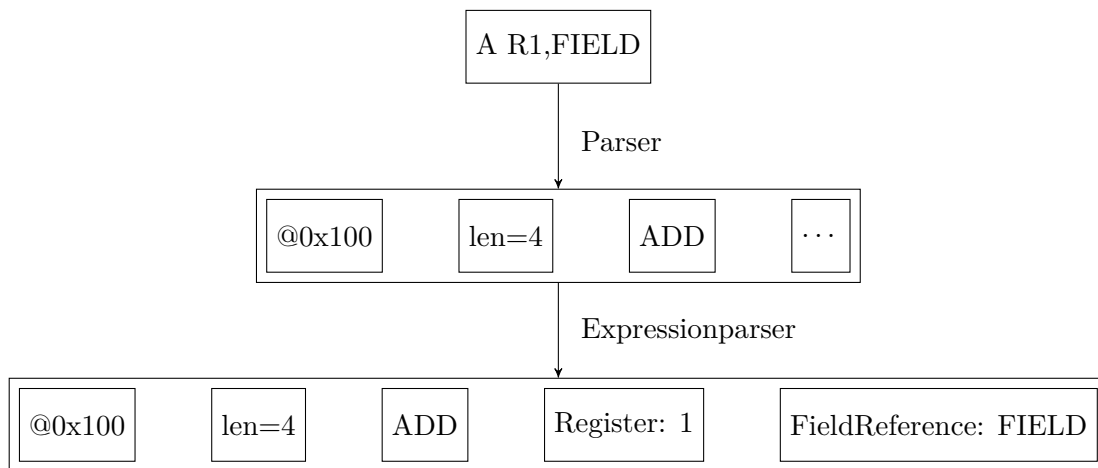 A R1,FIELD
Parser
@0x100 len=4 ADD ···
Expressionparser
@0x100 len=4 ADD Register: 1 FieldReference: FIELD